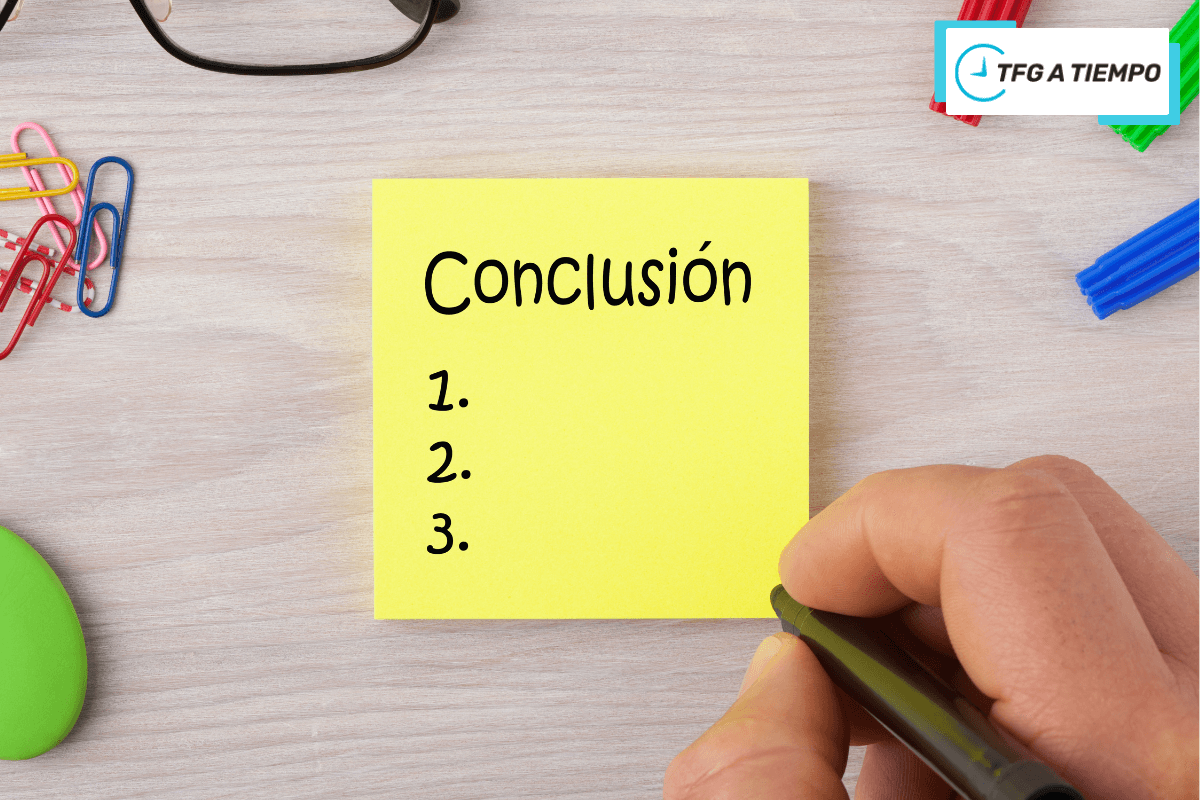 TFG A TIEMPO
Conclusión
1.
2.
3.